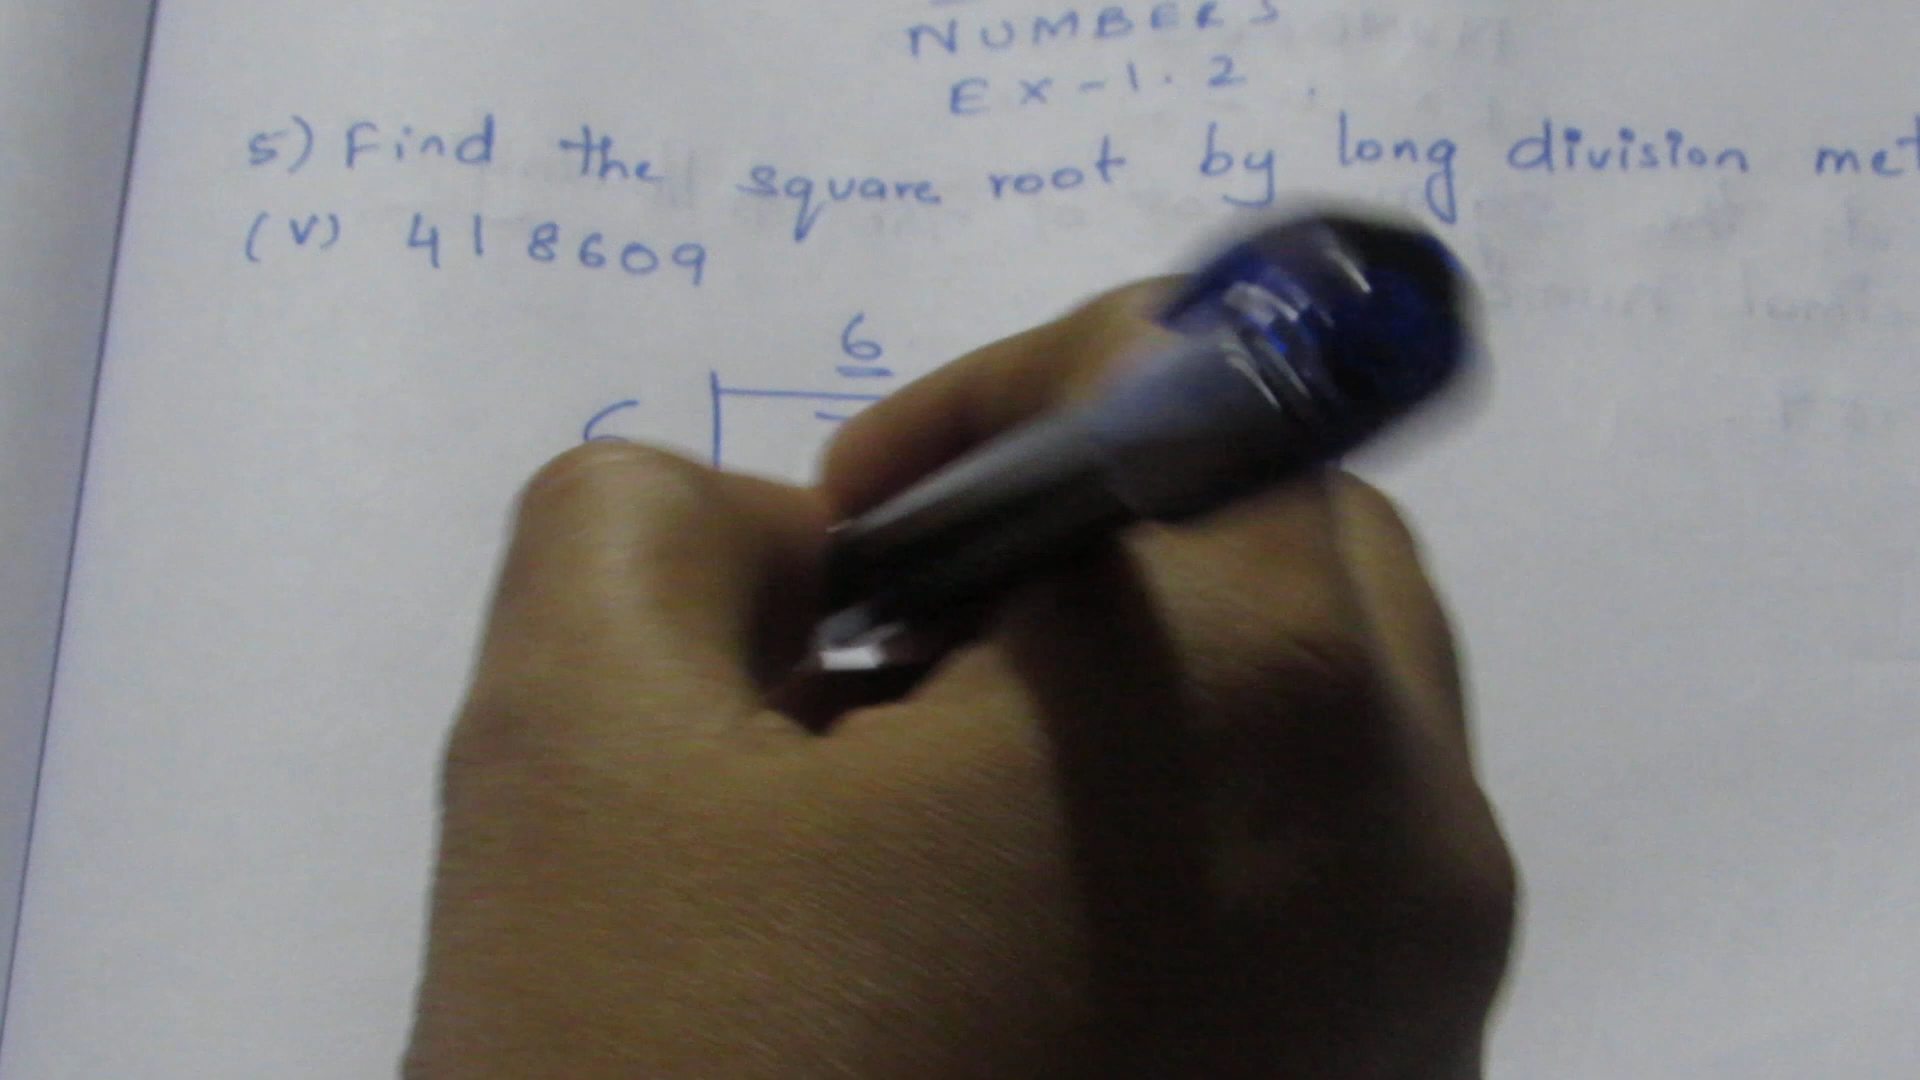 NUMBERS
EX-1.2.
5) Find the square root by long division met
(V) 418609
6
6